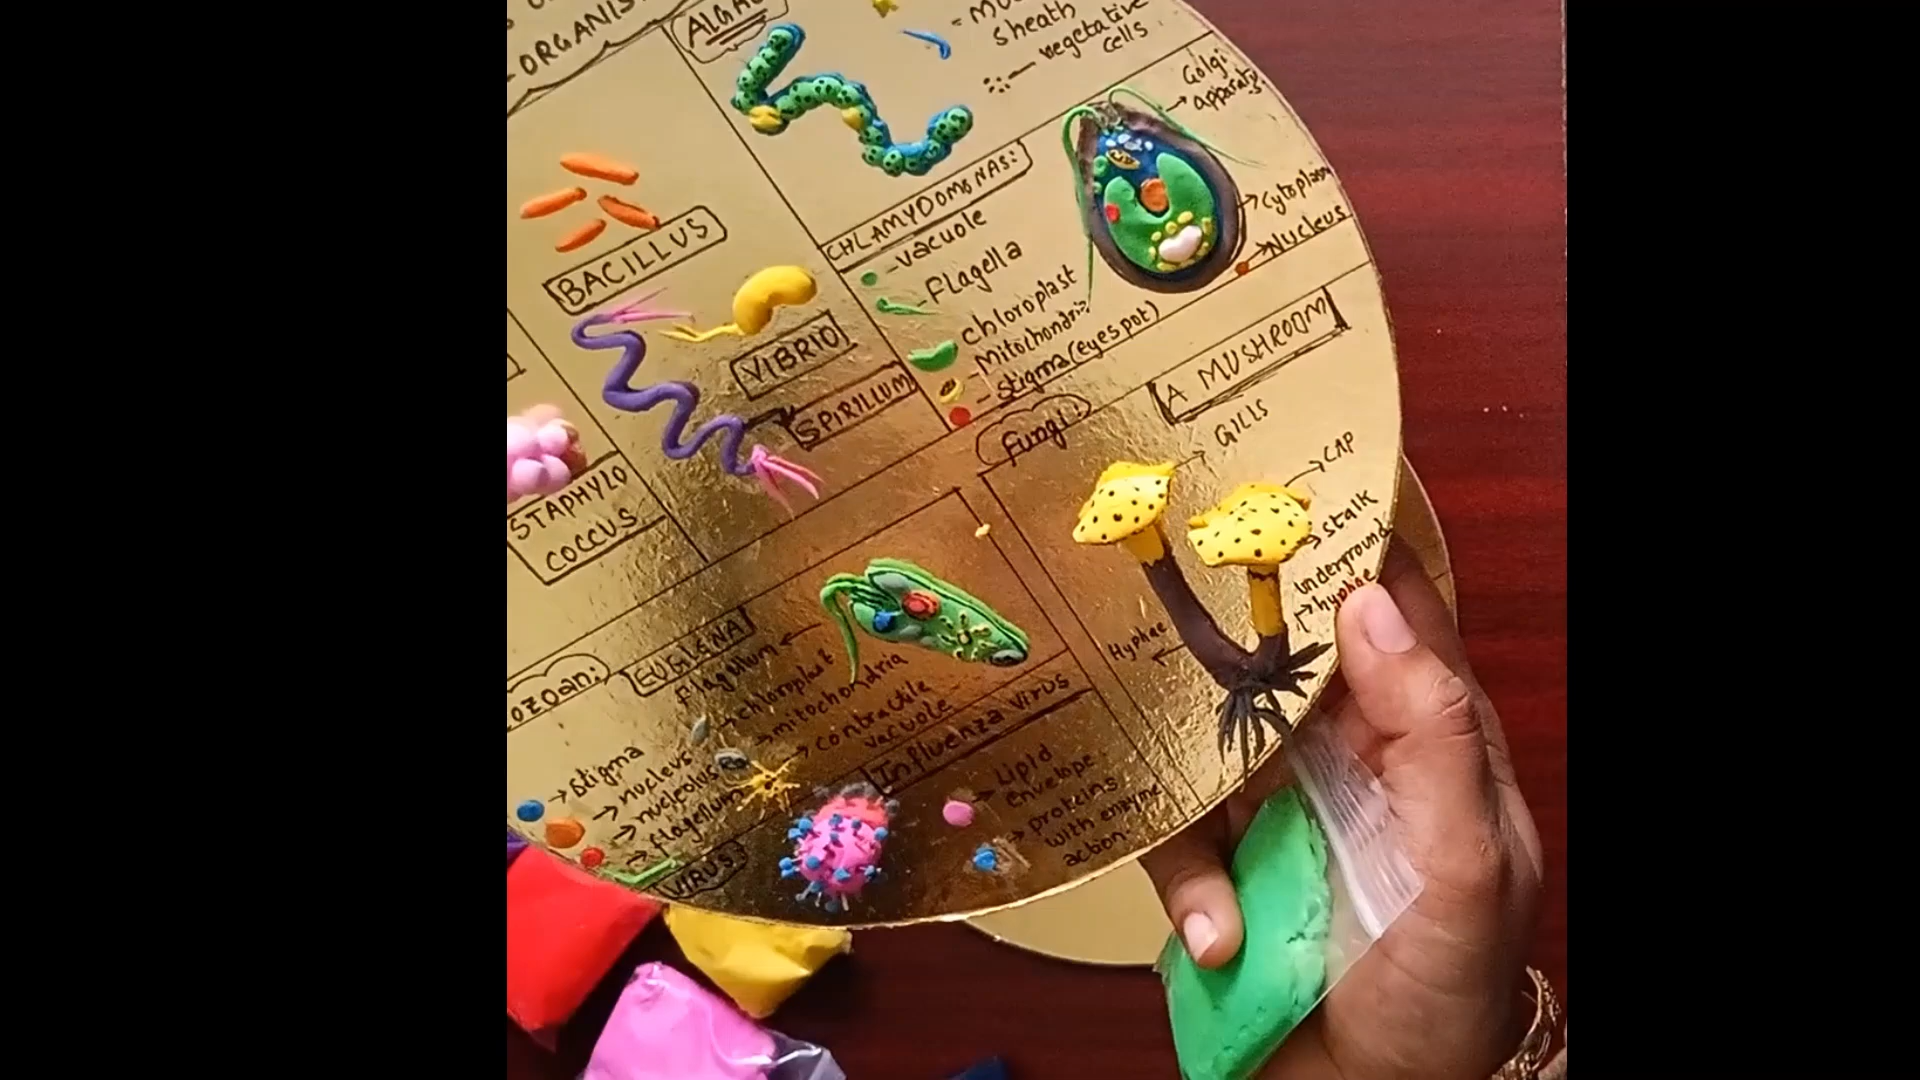 -ORGANIS
ALGA
sheath
- vegetative
cells
BACILLUS
VIBRIO
SPIRILLUM
STAPHYLO
COCCUS
CHLAMYDOMONAS:
- vacuole
- Flagella
chloroplast
- Mitochondria
- stigma(eyespot)
Golgi
apparatus
Cytoplasm
Nucleus
Fungi:
A MUSHROOM
GILLS
CAP
Stalk
Underground
hyphae
Hyphae
OZOAN:
EUGLENA
Flagellum
chloroplast
mitochondria
contractile
vacuole
stigma
nucleus
nucleolus
flagellum
VIRUS
Influenza Virus
Lipid
envelope
proteins
with enzyme
action.